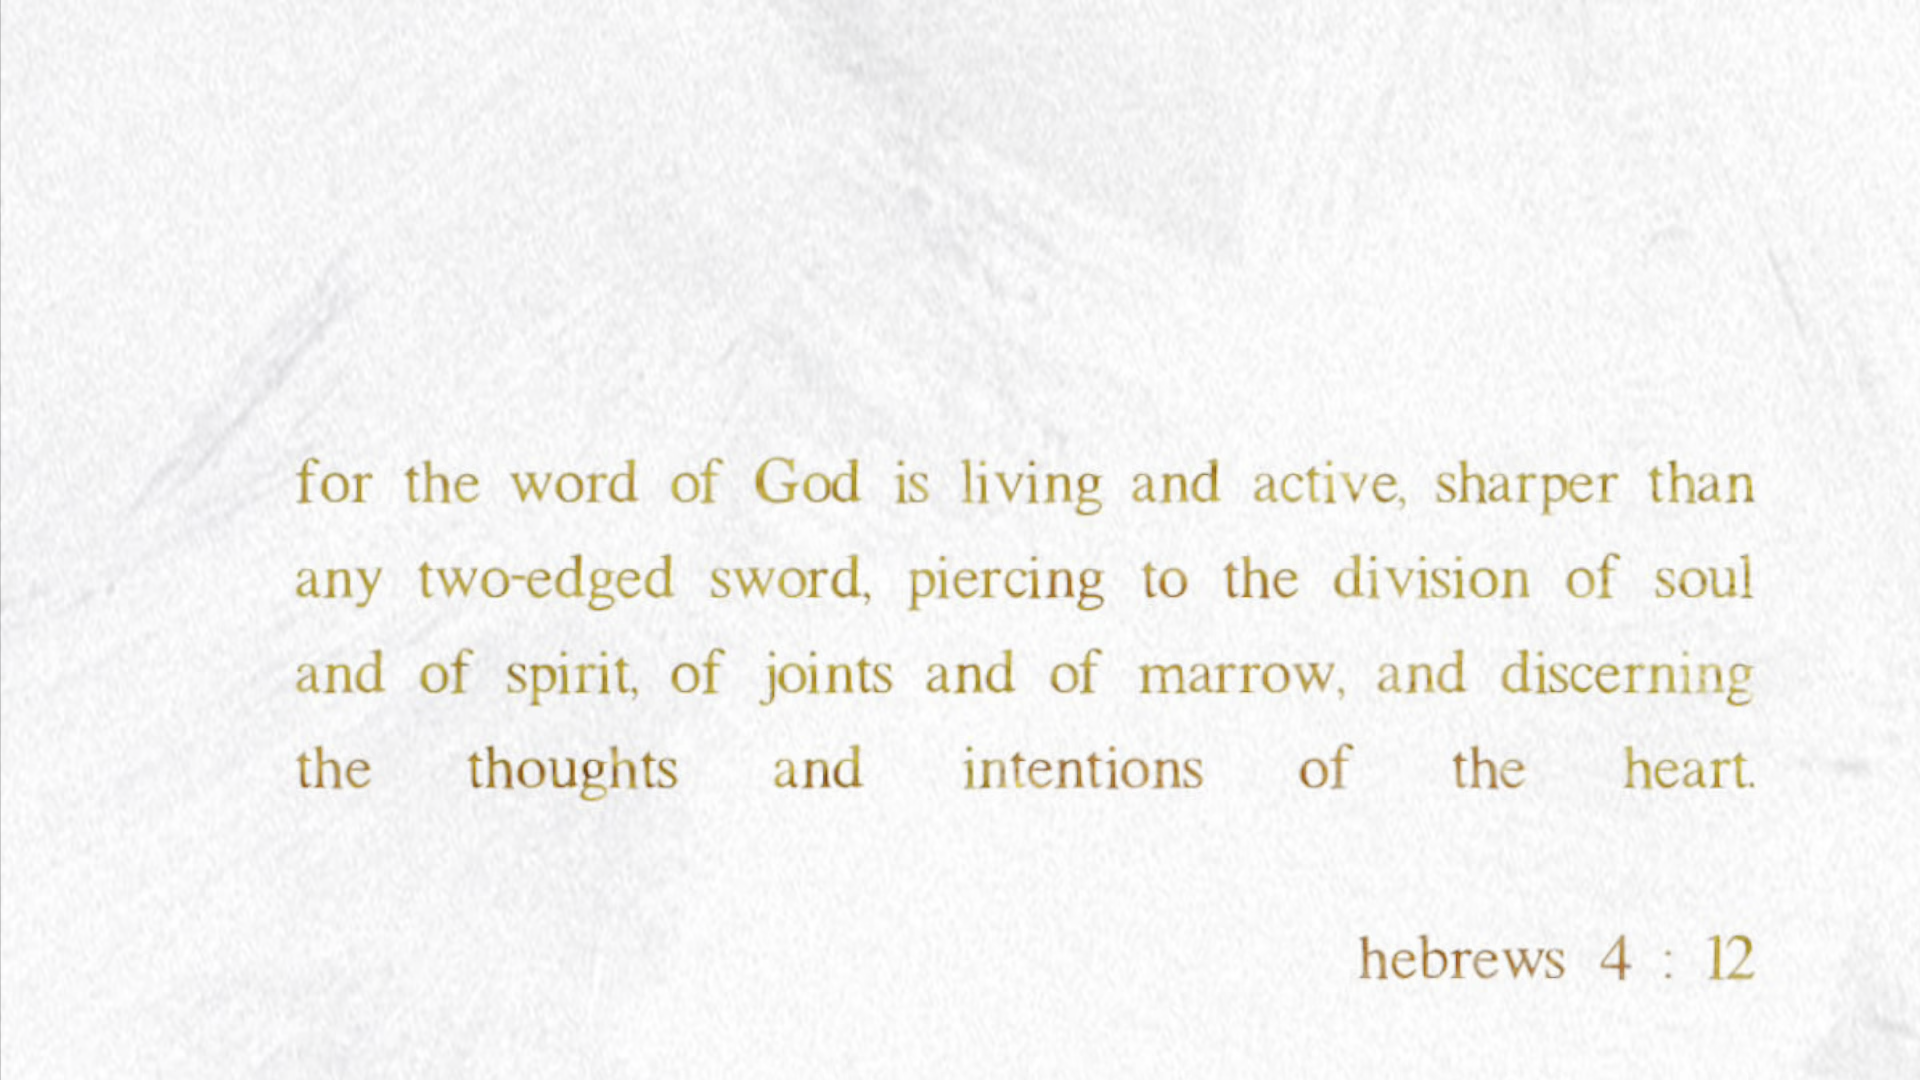 for the word of God is living and active, sharper than
any two-edged sword, piercing to the division of soul
and of spirit, of joints and of marrow, and discerning
the thoughts and intentions of the heart.
hebrews 4 : 12